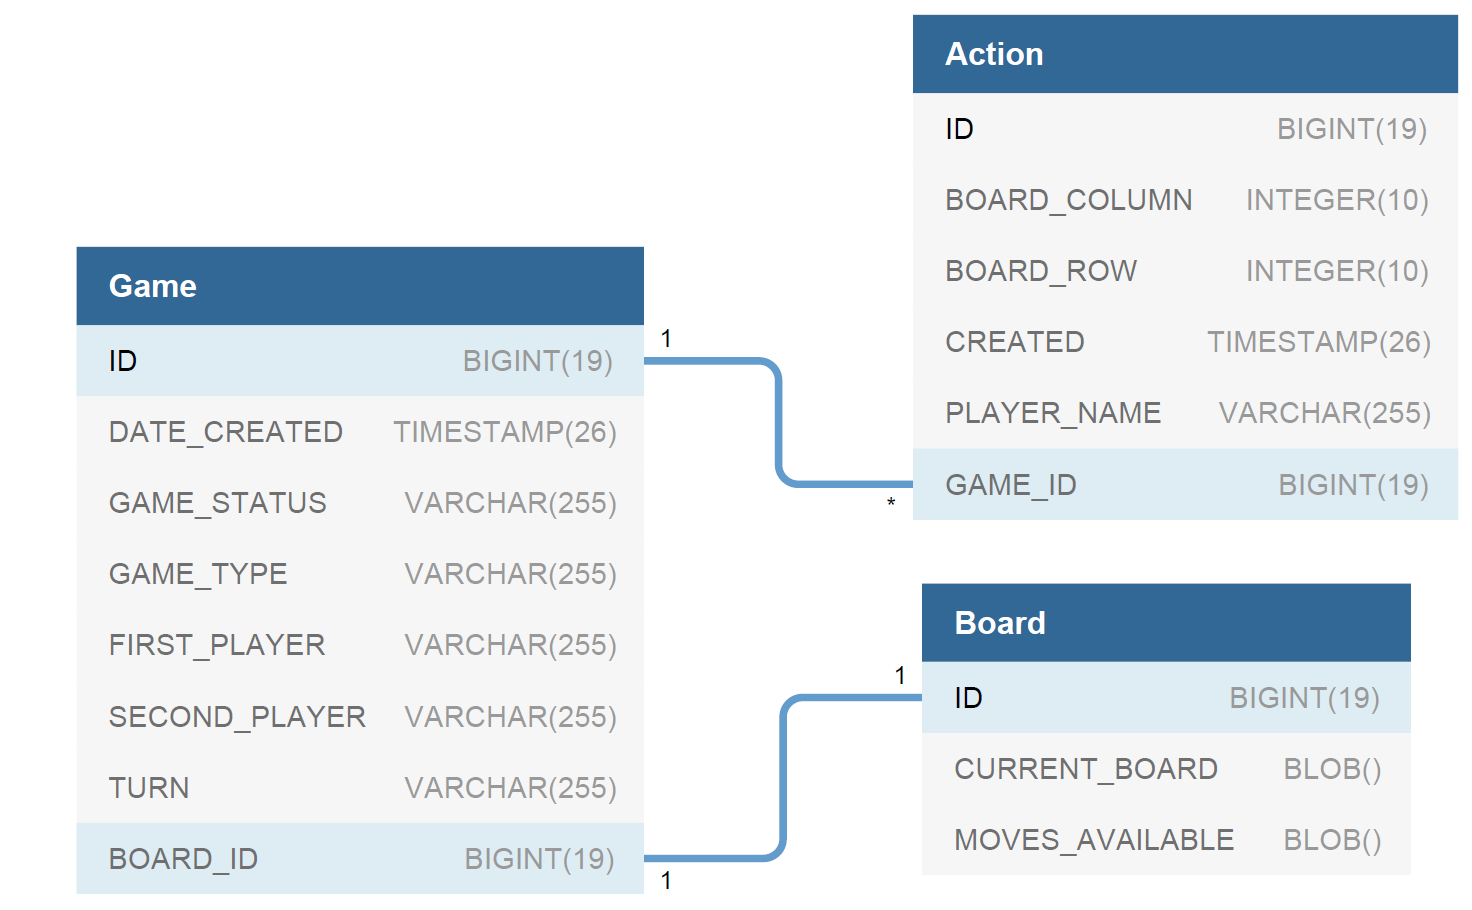 Game
ID BIGINT(19)
DATE_CREATED TIMESTAMP(26)
GAME_STATUS VARCHAR(255)
GAME_TYPE VARCHAR(255)
FIRST_PLAYER VARCHAR(255)
SECOND_PLAYER VARCHAR(255)
TURN VARCHAR(255)
BOARD_ID BIGINT(19)
1
*
1
1
Action
ID BIGINT(19)
BOARD_COLUMN INTEGER(10)
BOARD_ROW INTEGER(10)
CREATED TIMESTAMP(26)
PLAYER_NAME VARCHAR(255)
GAME_ID BIGINT(19)
Board
ID BIGINT(19)
CURRENT_BOARD BLOB()
MOVES_AVAILABLE BLOB()